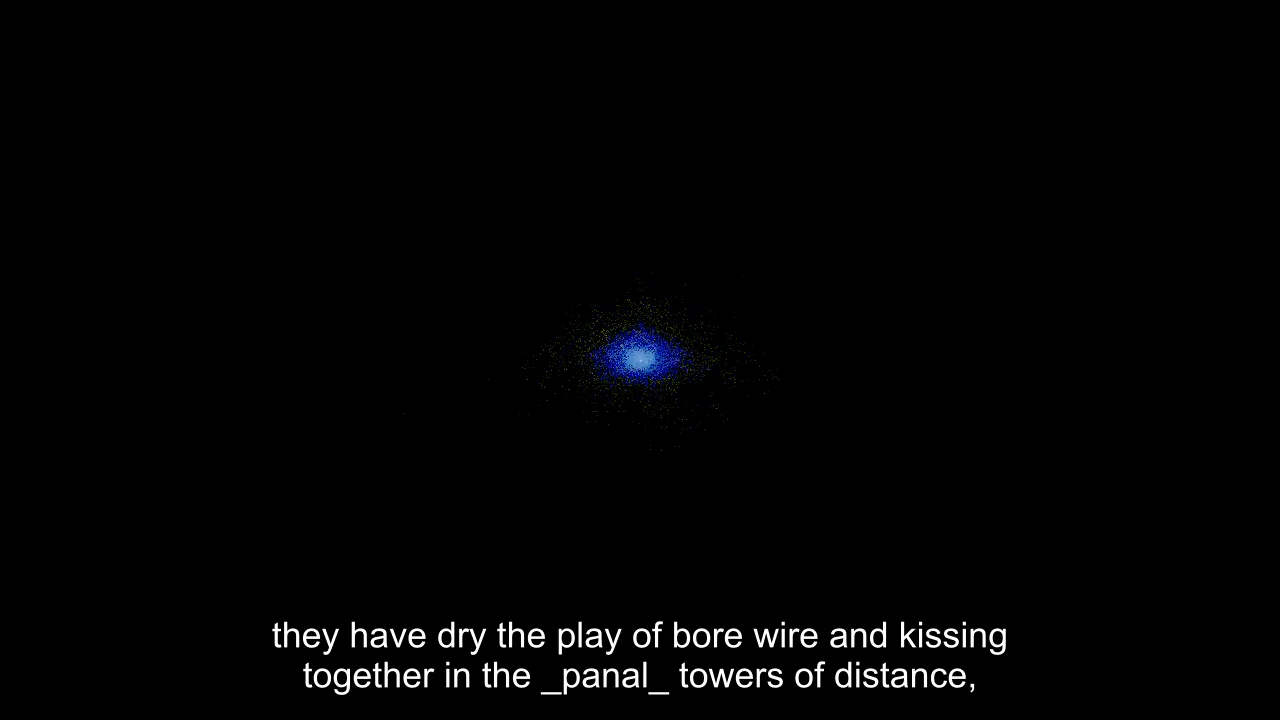 they have dry the play of bore wire and kissing
together in the _panal_ towers of distance,